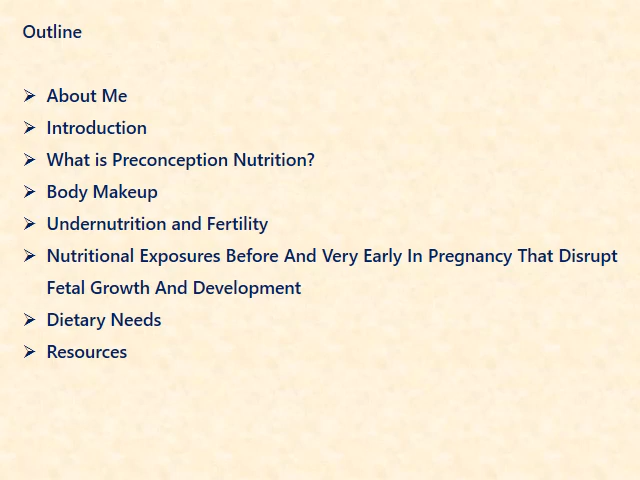 Outline
➢ About Me
➢ Introduction
➢ What is Preconception Nutrition?
➢ Body Makeup
➢ Undernutrition and Fertility
➢ Nutritional Exposures Before And Very Early In Pregnancy That Disrupt
Fetal Growth And Development
➢ Dietary Needs
➢ Resources